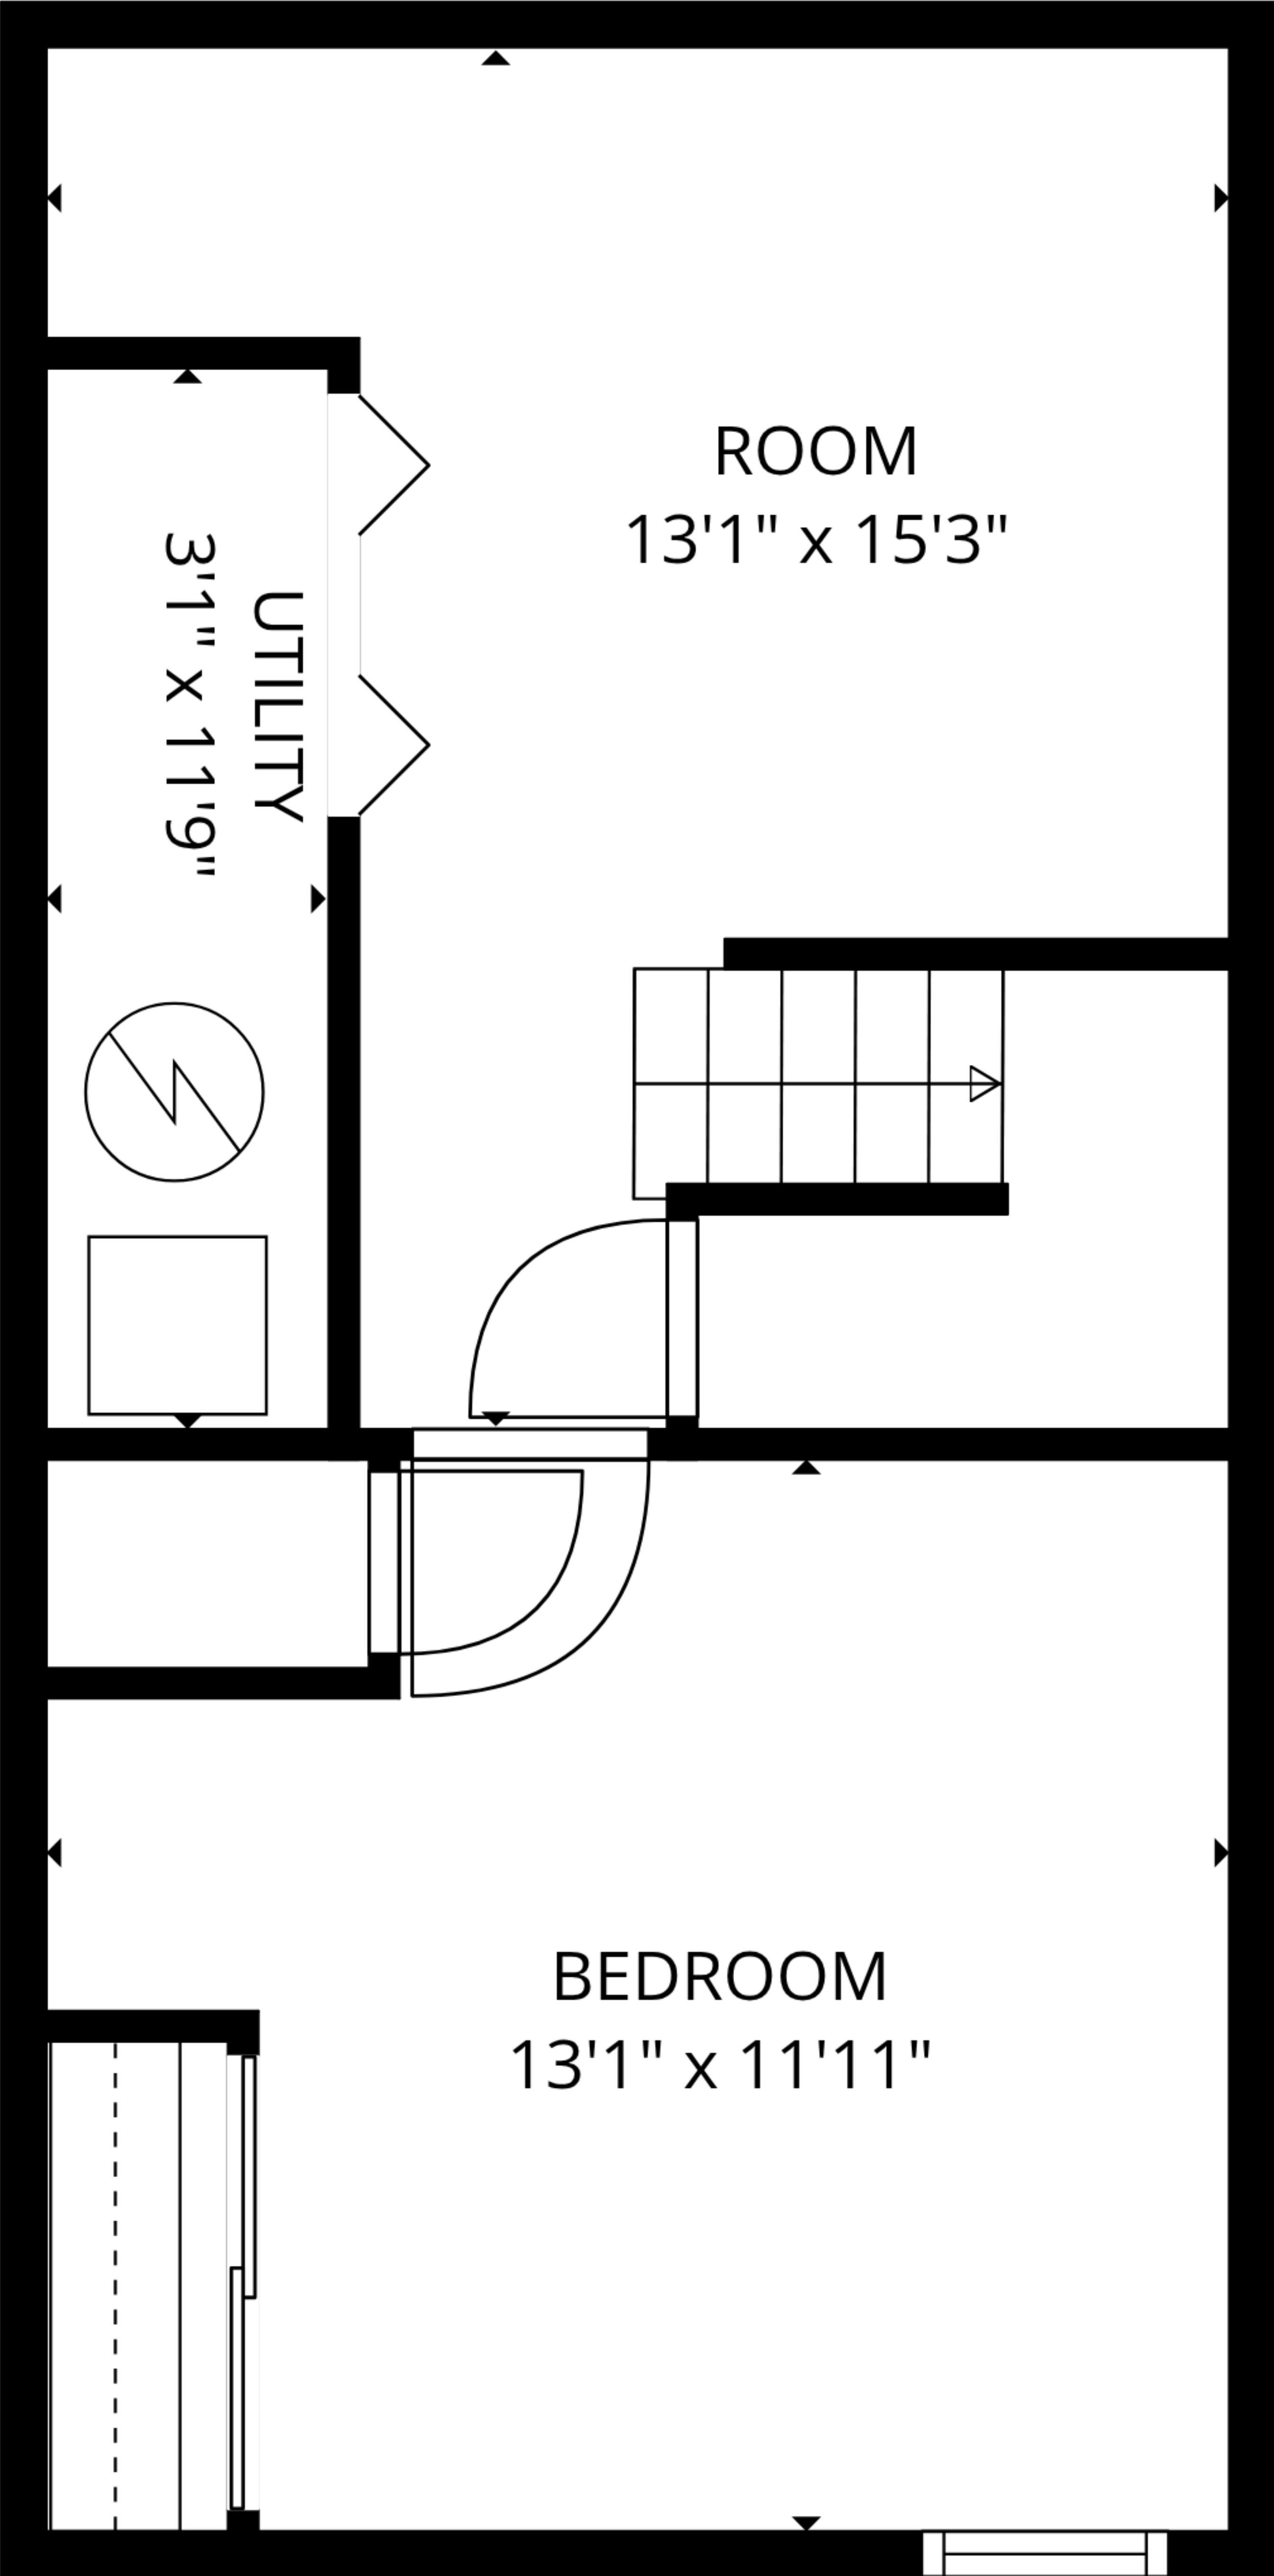 ROOM
13'1" x 15'3"
UTILITY
3'1" x 11'9"
BEDROOM
13'1" x 11'11"